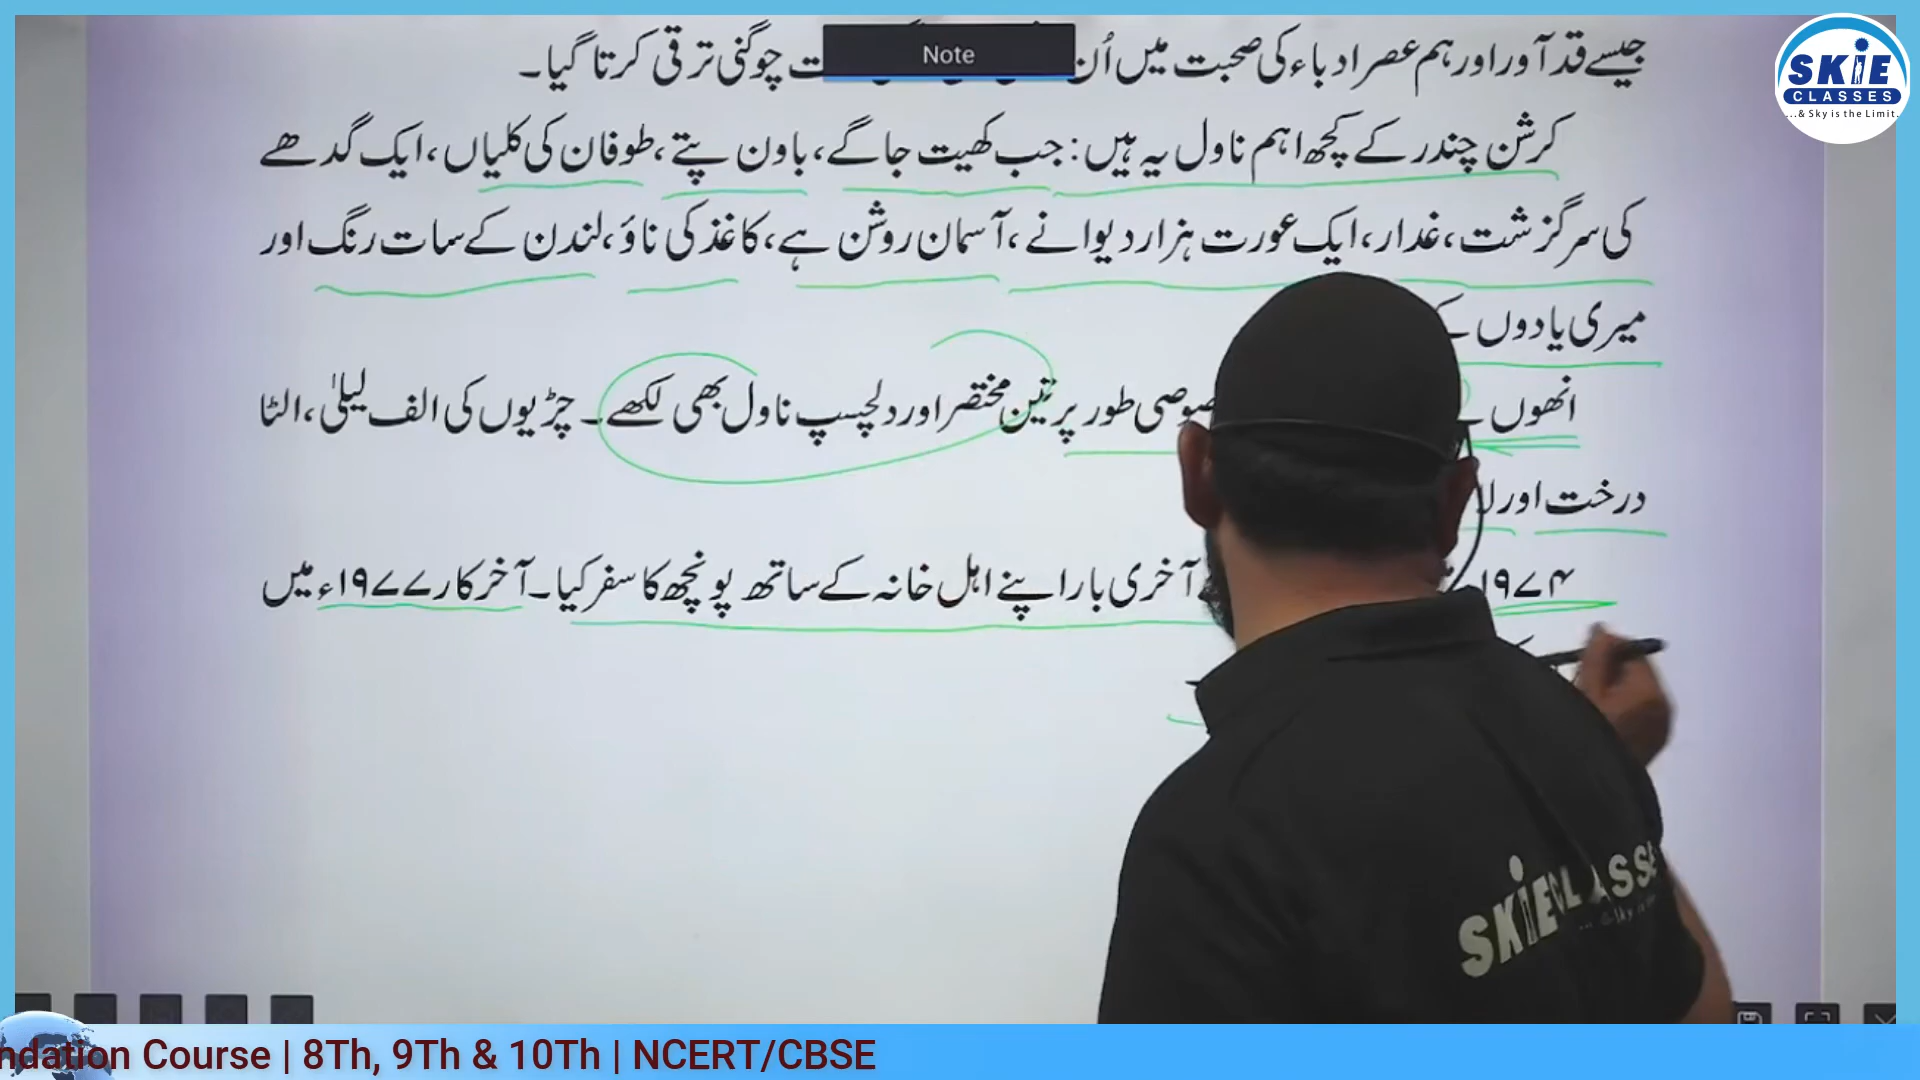 Note
جیسے قد آور اور ہم عصر ادباء کی صحبت میں اُن چوگنی ترقی کرتا گیا۔
کرشن چندر کے کچھ اہم ناول یہ ہیں: جب کھیت جاگے، باون پتے، طوفان کی کلیاں، ایک گدھے
کی سرگزشت، غدار، ایک عورت ہزار دیوانے، آسمان روشن ہے، کاغذ کی ناؤ، لندن کے سات رنگ اور
میری یادوں کے
انھوں پر تین مختصر اور دلچسپ ناول بھی لکھے۔ چڑیوں کی الف لیلیٰ، الٹا
درخت اور
۱۹۷۴ آخری بار اپنے اہل خانہ کے ساتھ پونچھ کا سفر کیا۔ آخر کار ۱۹۷۷ء میں
SKIE
CLASSES
...& Sky is the Limit.
SKIE CLASSE
ndation Course | 8Th, 9Th & 10Th | NCERT/CBSE